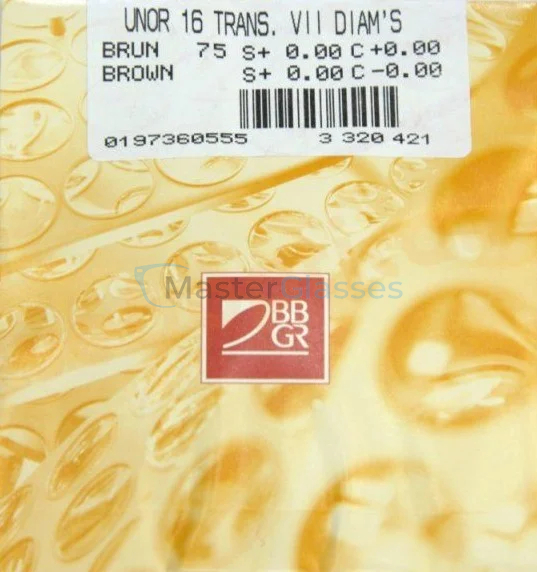 UNOR 16 TRANS. VII DIAM'S
BRUN 75 S+ 0.00 C+0.00
BROWN S+ 0.00 C-0.00
0197360555 3 320 421
MasterGlasses
BB
GR